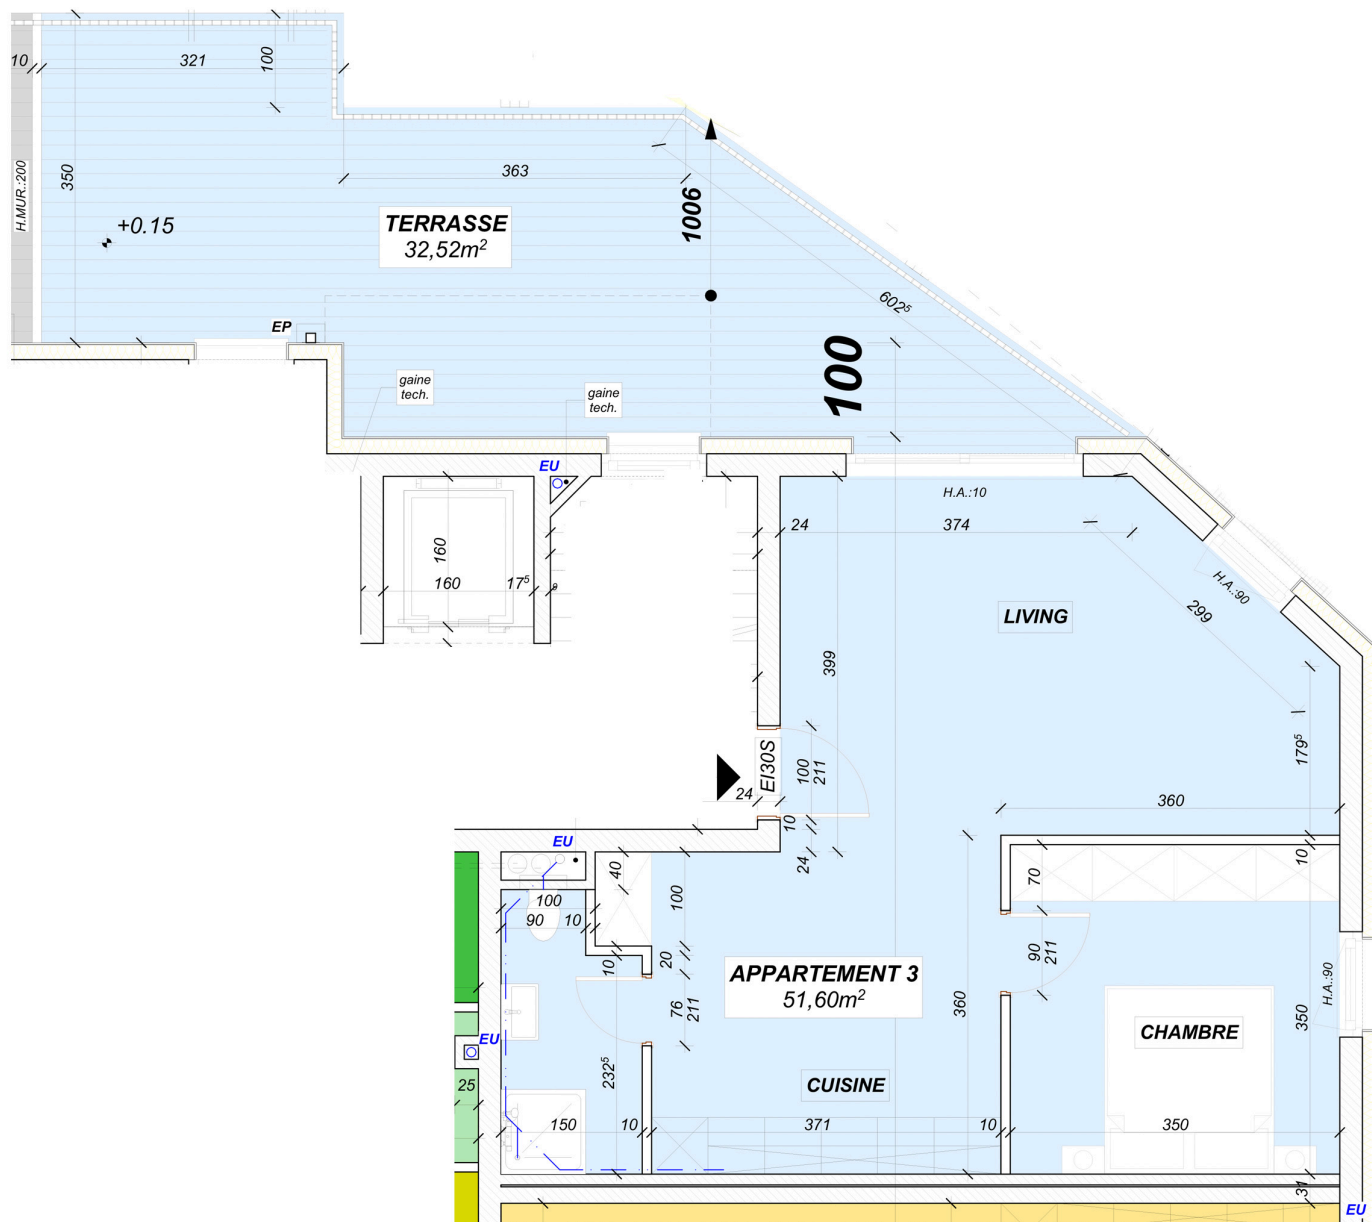 10
321
100
350
H.MUR.:200
+0.15
363
TERRASSE
32,52m²
1006
602⁵
EP
100
gaine
tech.
gaine
tech.
EU
H.A.:10
24
374
160
160
17⁵
9
H.A.:90
299
LIVING
399
179⁵
EI30S
100
211
24
10
24
360
EU
40
100
100
90
10
10
70
10
20
90
211
APPARTEMENT 3
51,60m²
76
211
360
350
H.A.:90
CHAMBRE
EU
232⁵
25
CUISINE
150
10
371
10
350
31
EU